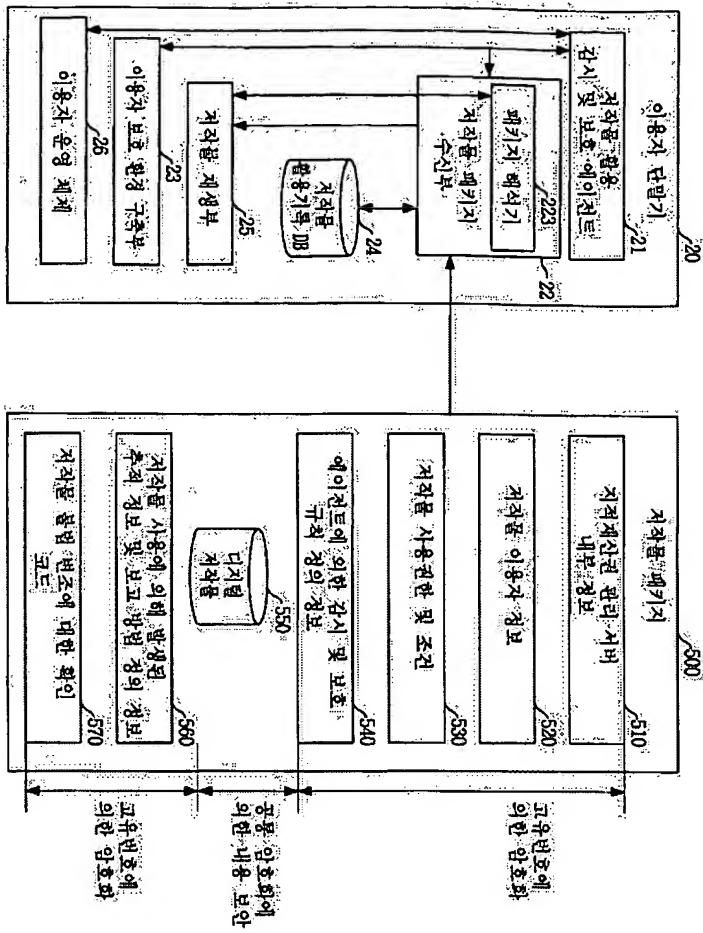 이용자 단말기
20
저작물 활용
감시 및 보호 에이전트
21
패키지 해석기
223
저작물 패키지
수신부
22
저작물
활용기록 DB
24
저작물 재생부
25
이용자 보호 환경 구축부
23
이용자 운영 체제
26
저작물 패키지
500
지적재산권 관리 서버
내부 정보
510
저작물 이용자 정보
520
저작물 사용권한 및 조건
530
에이전트에 의한 감시 및 보호
규칙 정의 정보
540
디지털
저작물
550
저작물 사용에 의해 발생된
추적 정보 및 보고 방법 정의 정보
560
저작물 불법 변조에 대한 확인
코드
570
고유번호에
의한 암호화
공용 암호화에
의한 내용 보안
고유번호에
의한 암호화